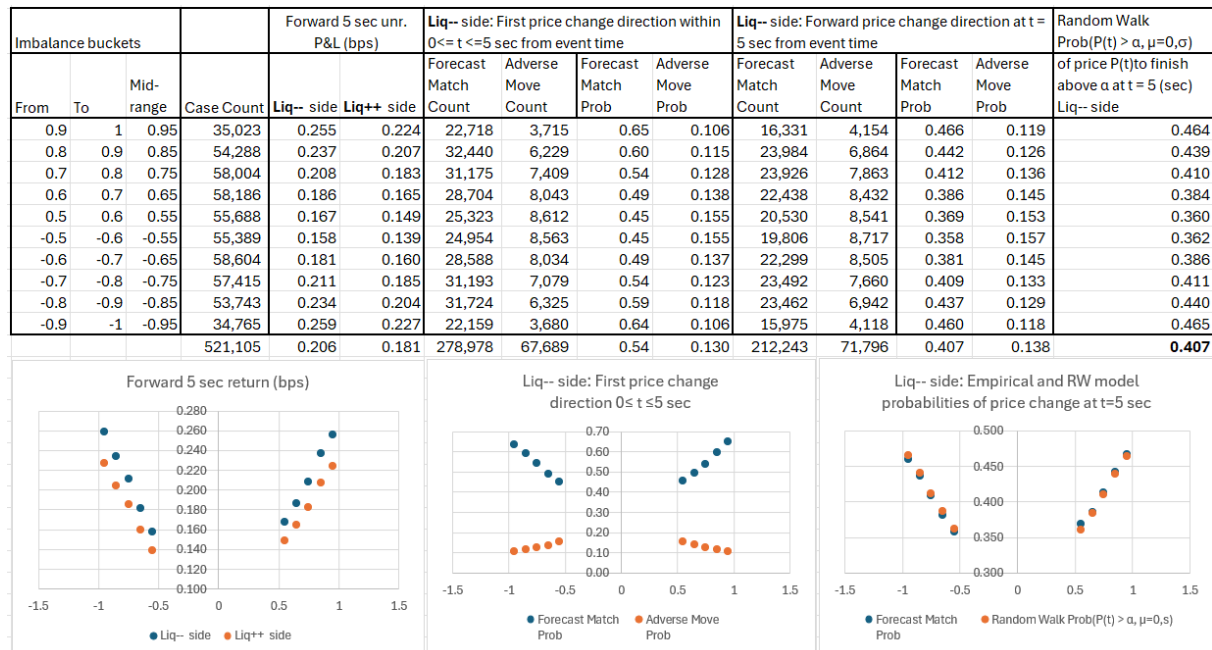 Imbalance buckets
Forward 5 sec unr. P&L (bps)
Liq-- side: First price change direction within 0<= t <=5 sec from event time
Liq-- side: Forward price change direction at t = 5 sec from event time
Random Walk Prob(P(t) > α, μ=0,σ) of price P(t)to finish above α at t = 5 (sec) Liq-- side
From To Mid-range Case Count Liq-- side Liq++ side Forecast Match Count Adverse Move Count Forecast Match Prob Adverse Move Prob Forecast Match Count Adverse Move Count Forecast Match Prob Adverse Move Prob
0.9 1 0.95 35,023 0.255 0.224 22,718 3,715 0.65 0.106 16,331 4,154 0.466 0.119 0.464
0.8 0.9 0.85 54,288 0.237 0.207 32,440 6,229 0.60 0.115 23,984 6,864 0.442 0.126 0.439
0.7 0.8 0.75 58,004 0.208 0.183 31,175 7,409 0.54 0.128 23,926 7,863 0.412 0.136 0.410
0.6 0.7 0.65 58,186 0.186 0.165 28,704 8,043 0.49 0.138 22,438 8,432 0.386 0.145 0.384
0.5 0.6 0.55 55,688 0.167 0.149 25,323 8,612 0.45 0.155 20,530 8,541 0.369 0.153 0.360
-0.5 -0.6 -0.55 55,389 0.158 0.139 24,954 8,563 0.45 0.155 19,806 8,717 0.358 0.157 0.362
-0.6 -0.7 -0.65 58,604 0.181 0.160 28,588 8,034 0.49 0.137 22,299 8,505 0.381 0.145 0.386
-0.7 -0.8 -0.75 57,415 0.211 0.185 31,193 7,079 0.54 0.123 23,492 7,660 0.409 0.133 0.411
-0.8 -0.9 -0.85 53,743 0.234 0.204 31,724 6,325 0.59 0.118 23,462 6,942 0.437 0.129 0.440
-0.9 -1 -0.95 34,765 0.259 0.227 22,159 3,680 0.64 0.106 15,975 4,118 0.460 0.118 0.465
521,105 0.206 0.181 278,978 67,689 0.54 0.130 212,243 71,796 0.407 0.138 0.407
Forward 5 sec return (bps)
0.280
0.260
0.240
0.220
0.200
0.180
0.160
0.140
0.120
0.100
-1.5 -1 -0.5 0 0.5 1 1.5
Liq-- side Liq++ side
Liq-- side: First price change
direction 0≤ t ≤5 sec
0.70
0.60
0.50
0.40
0.30
0.20
0.10
0.00
-1.5 -1 -0.5 0 0.5 1 1.5
Forecast Match Prob Adverse Move Prob
Liq-- side: Empirical and RW model
probabilities of price change at t=5 sec
0.500
0.450
0.400
0.350
0.300
-1.5 -1 -0.5 0 0.5 1 1.5
Forecast Match Prob Random Walk Prob(P(t) > α, μ=0,s)